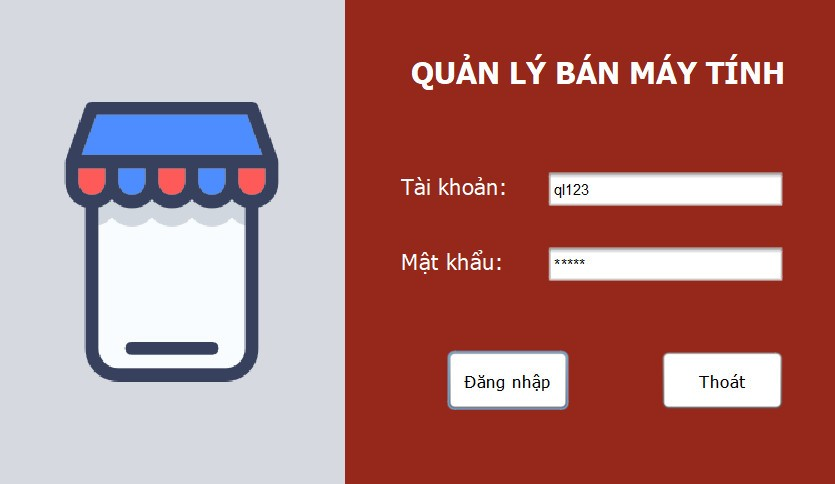 QUẢN LÝ BÁN MÁY TÍNH
Tài khoản: ql123
Mật khẩu: *****
Đăng nhập Thoát